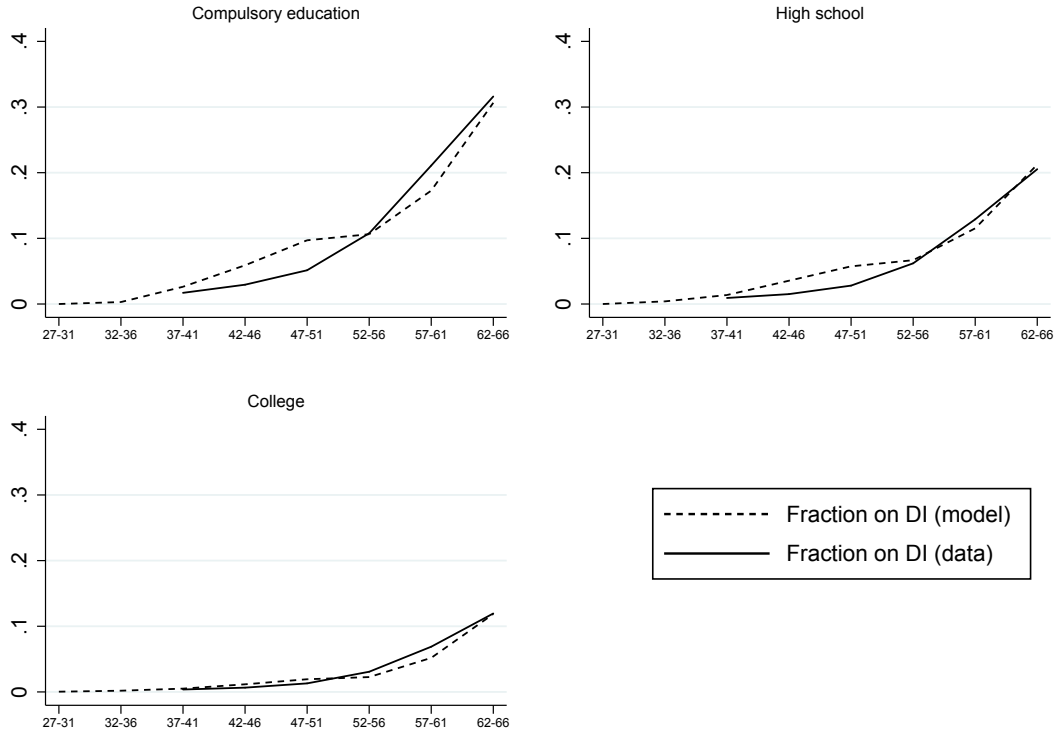 Compulsory education
.4
.3
.2
.1
0
27-31 32-36 37-41 42-46 47-51 52-56 57-61 62-66
High school
.4
.3
.2
.1
0
27-31 32-36 37-41 42-46 47-51 52-56 57-61 62-66
College
.4
.3
.2
.1
0
27-31 32-36 37-41 42-46 47-51 52-56 57-61 62-66
Fraction on DI (model)
Fraction on DI (data)